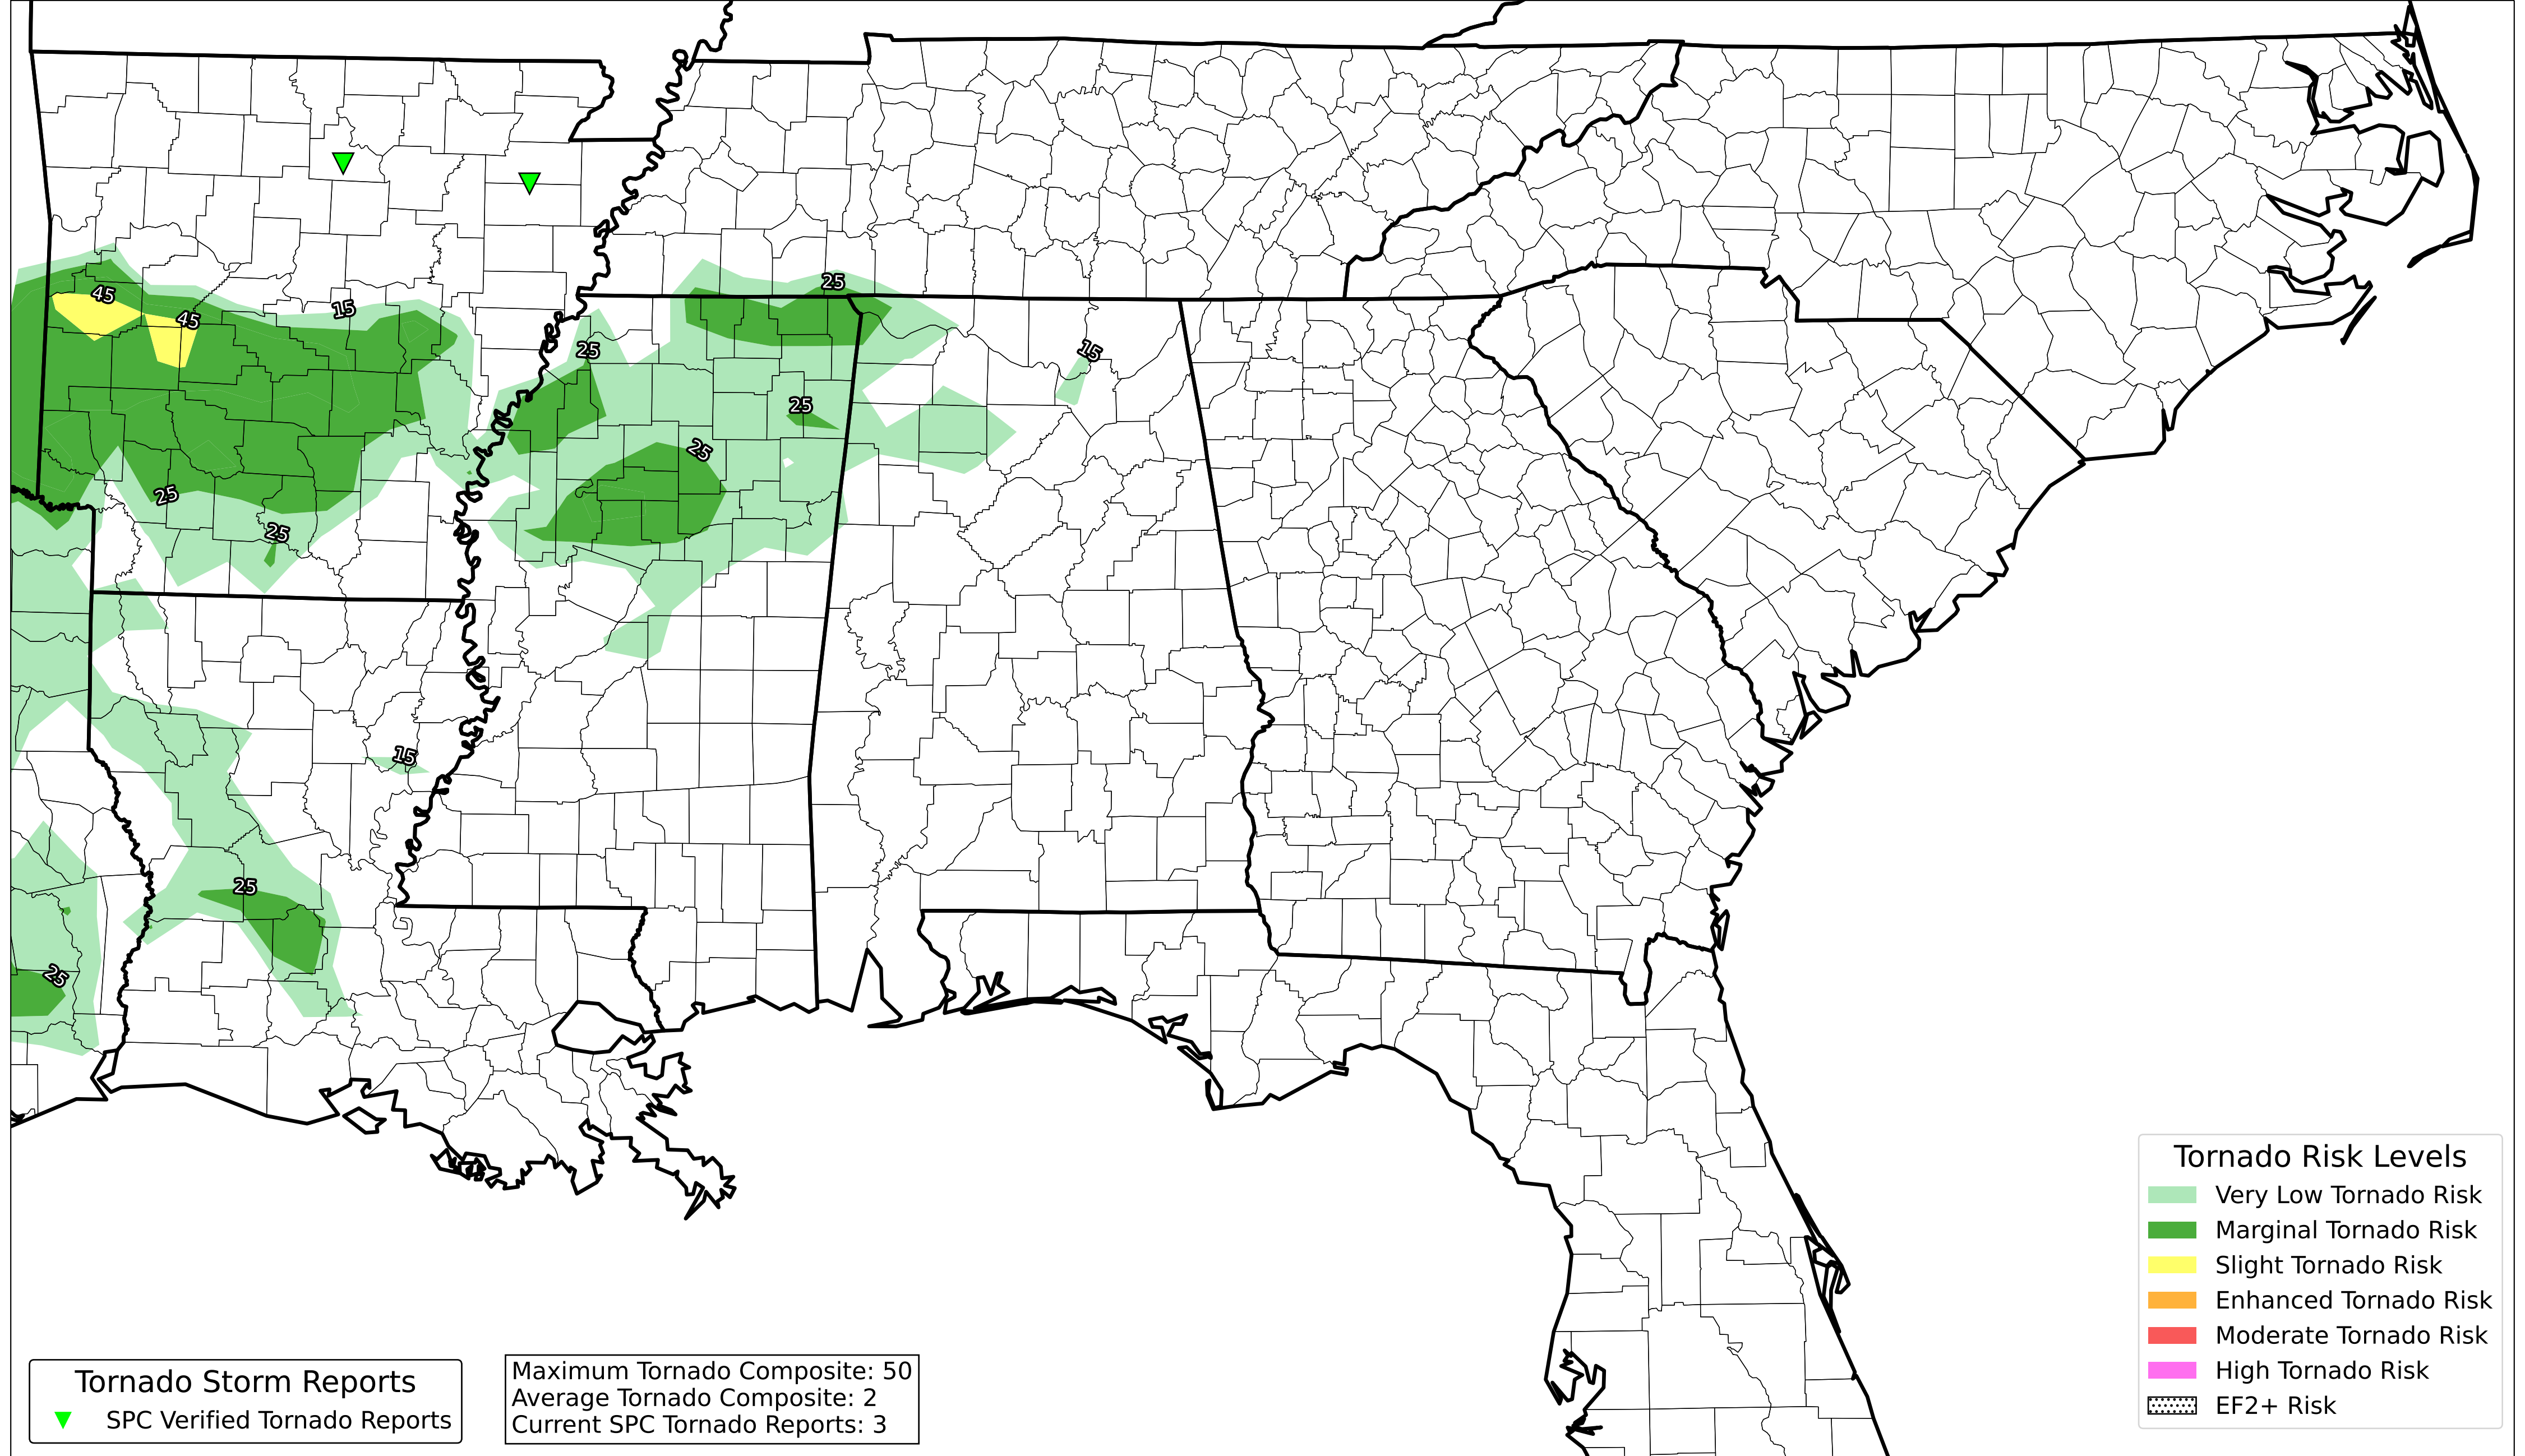 25
45
15
45
25
15
25
25
25
25
15
25
25
Tornado Risk Levels
Very Low Tornado Risk
Marginal Tornado Risk
Slight Tornado Risk
Enhanced Tornado Risk
Moderate Tornado Risk
High Tornado Risk
EF2+ Risk
Tornado Storm Reports
SPC Verified Tornado Reports
Maximum Tornado Composite: 50
Average Tornado Composite: 2
Current SPC Tornado Reports: 3